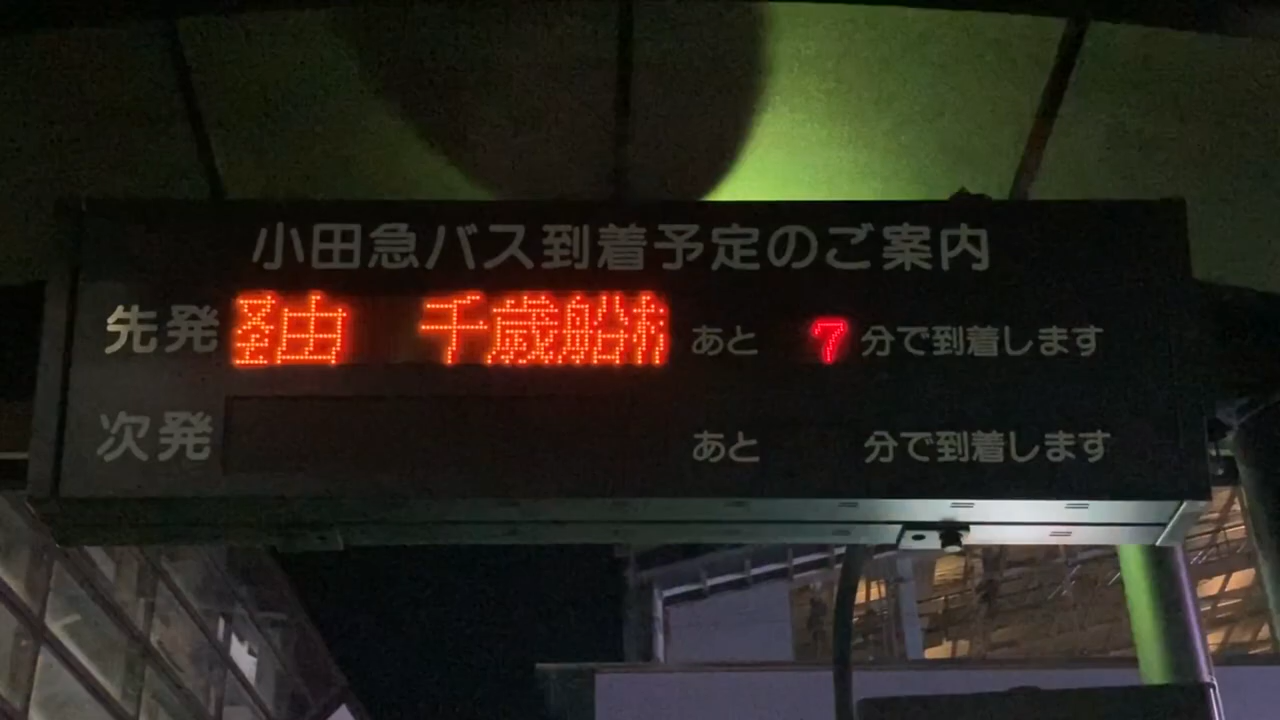 小田急バス到着予定のご案内
先発 由 千歳船 あと 7 分で到着します
次発 あと 分で到着します